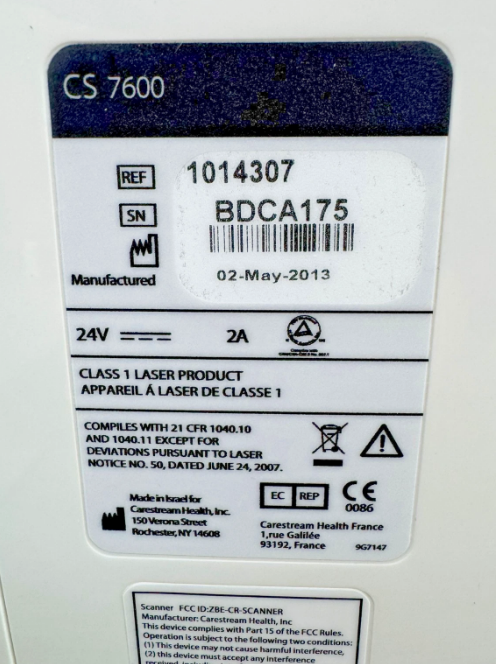 CS 7600
REF 1014307
SN BDCA175
Manufactured 02-May-2013
24V 2A
CLASS 1 LASER PRODUCT
APPAREIL Á LASER DE CLASSE 1
COMPILES WITH 21 CFR 1040.10
AND 1040.11 EXCEPT FOR
DEVIATIONS PURSUANT TO LASER
NOTICE NO. 50, DATED JUNE 24, 2007.
Made in Israel for
Carestream Health, Inc.
150 Verona Street
Rochester, NY 14608
EC REP
CE
0086
Carestream Health France
1,rue Galilée
93192, France
9G7147
Scanner FCC ID:ZBE-CR-SCANNER
Manufacturer: Carestream Health, Inc
This device complies with Part 15 of the FCC Rules.
Operation is subject to the following two conditions:
(1) This device may not cause harmful interference,
(2) this device must accept any interference